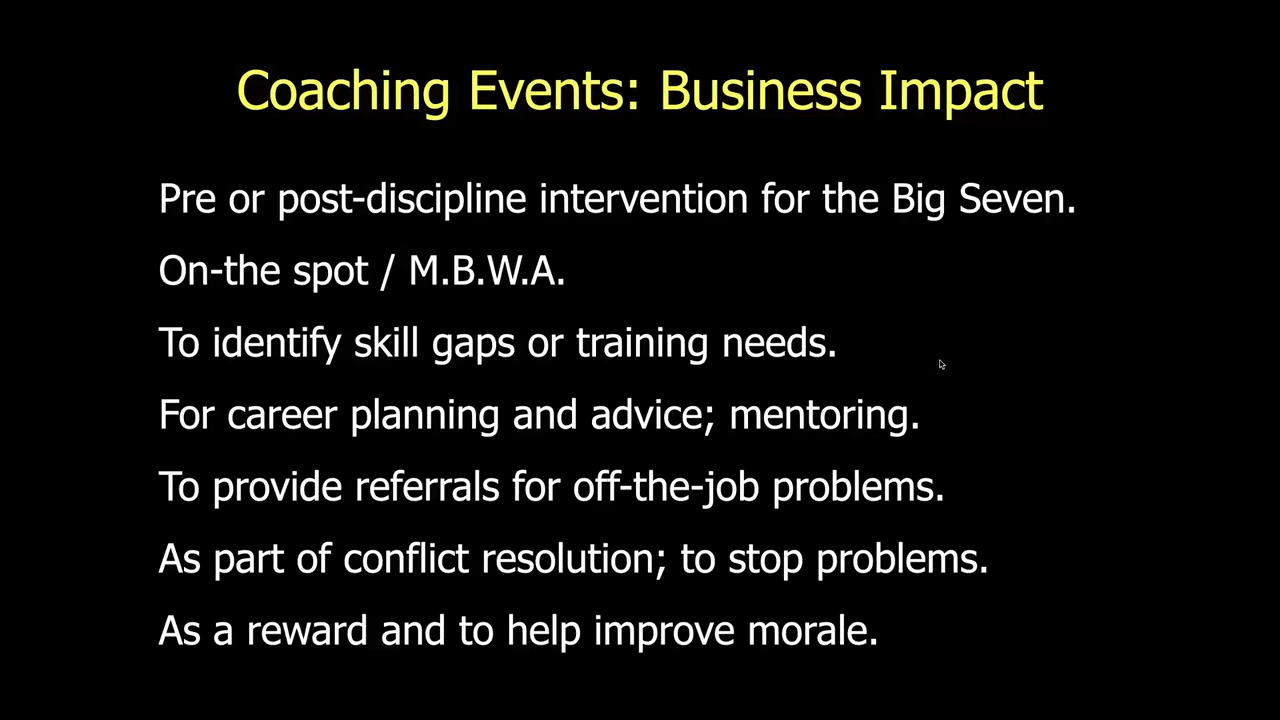 Coaching Events: Business Impact
Pre or post-discipline intervention for the Big Seven.
On-the spot / M.B.W.A.
To identify skill gaps or training needs.
For career planning and advice; mentoring.
To provide referrals for off-the-job problems.
As part of conflict resolution; to stop problems.
As a reward and to help improve morale.